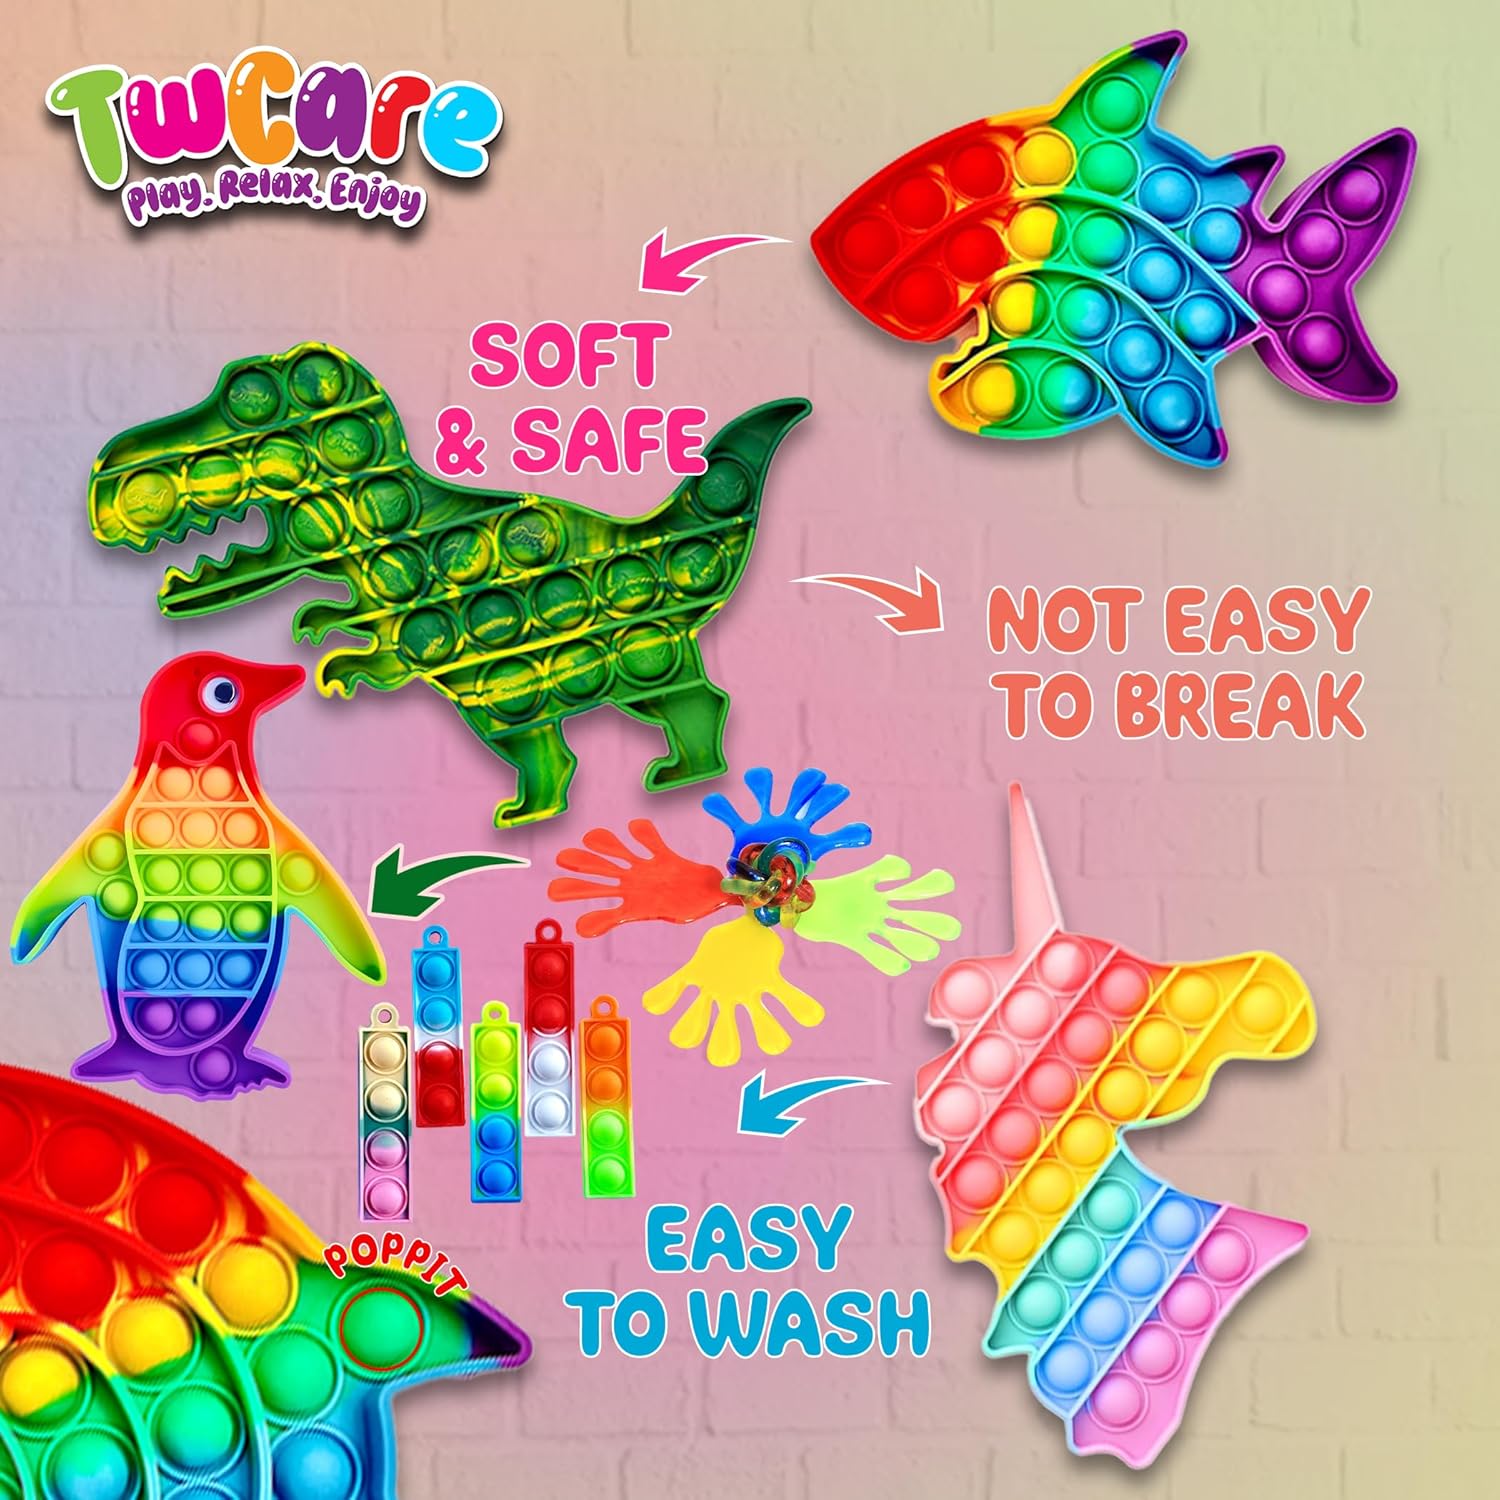 TwCare
Play. Relax. Enjoy
SOFT
& SAFE
NOT EASY
TO BREAK
POPPIT
EASY
TO WASH